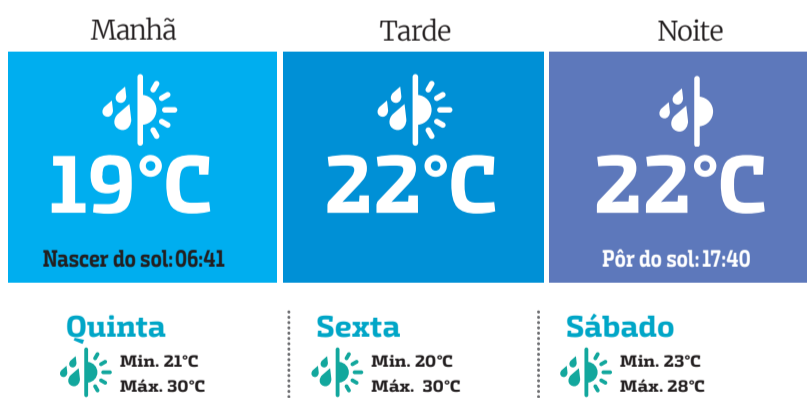 Manhã Tarde Noite
19°C 22°C 22°C
Nascer do sol: 06:41 Pôr do sol: 17:40
Quinta Sexta Sábado
Min. 21°C Min. 20°C Min. 23°C
Máx. 30°C Máx. 30°C Máx. 28°C